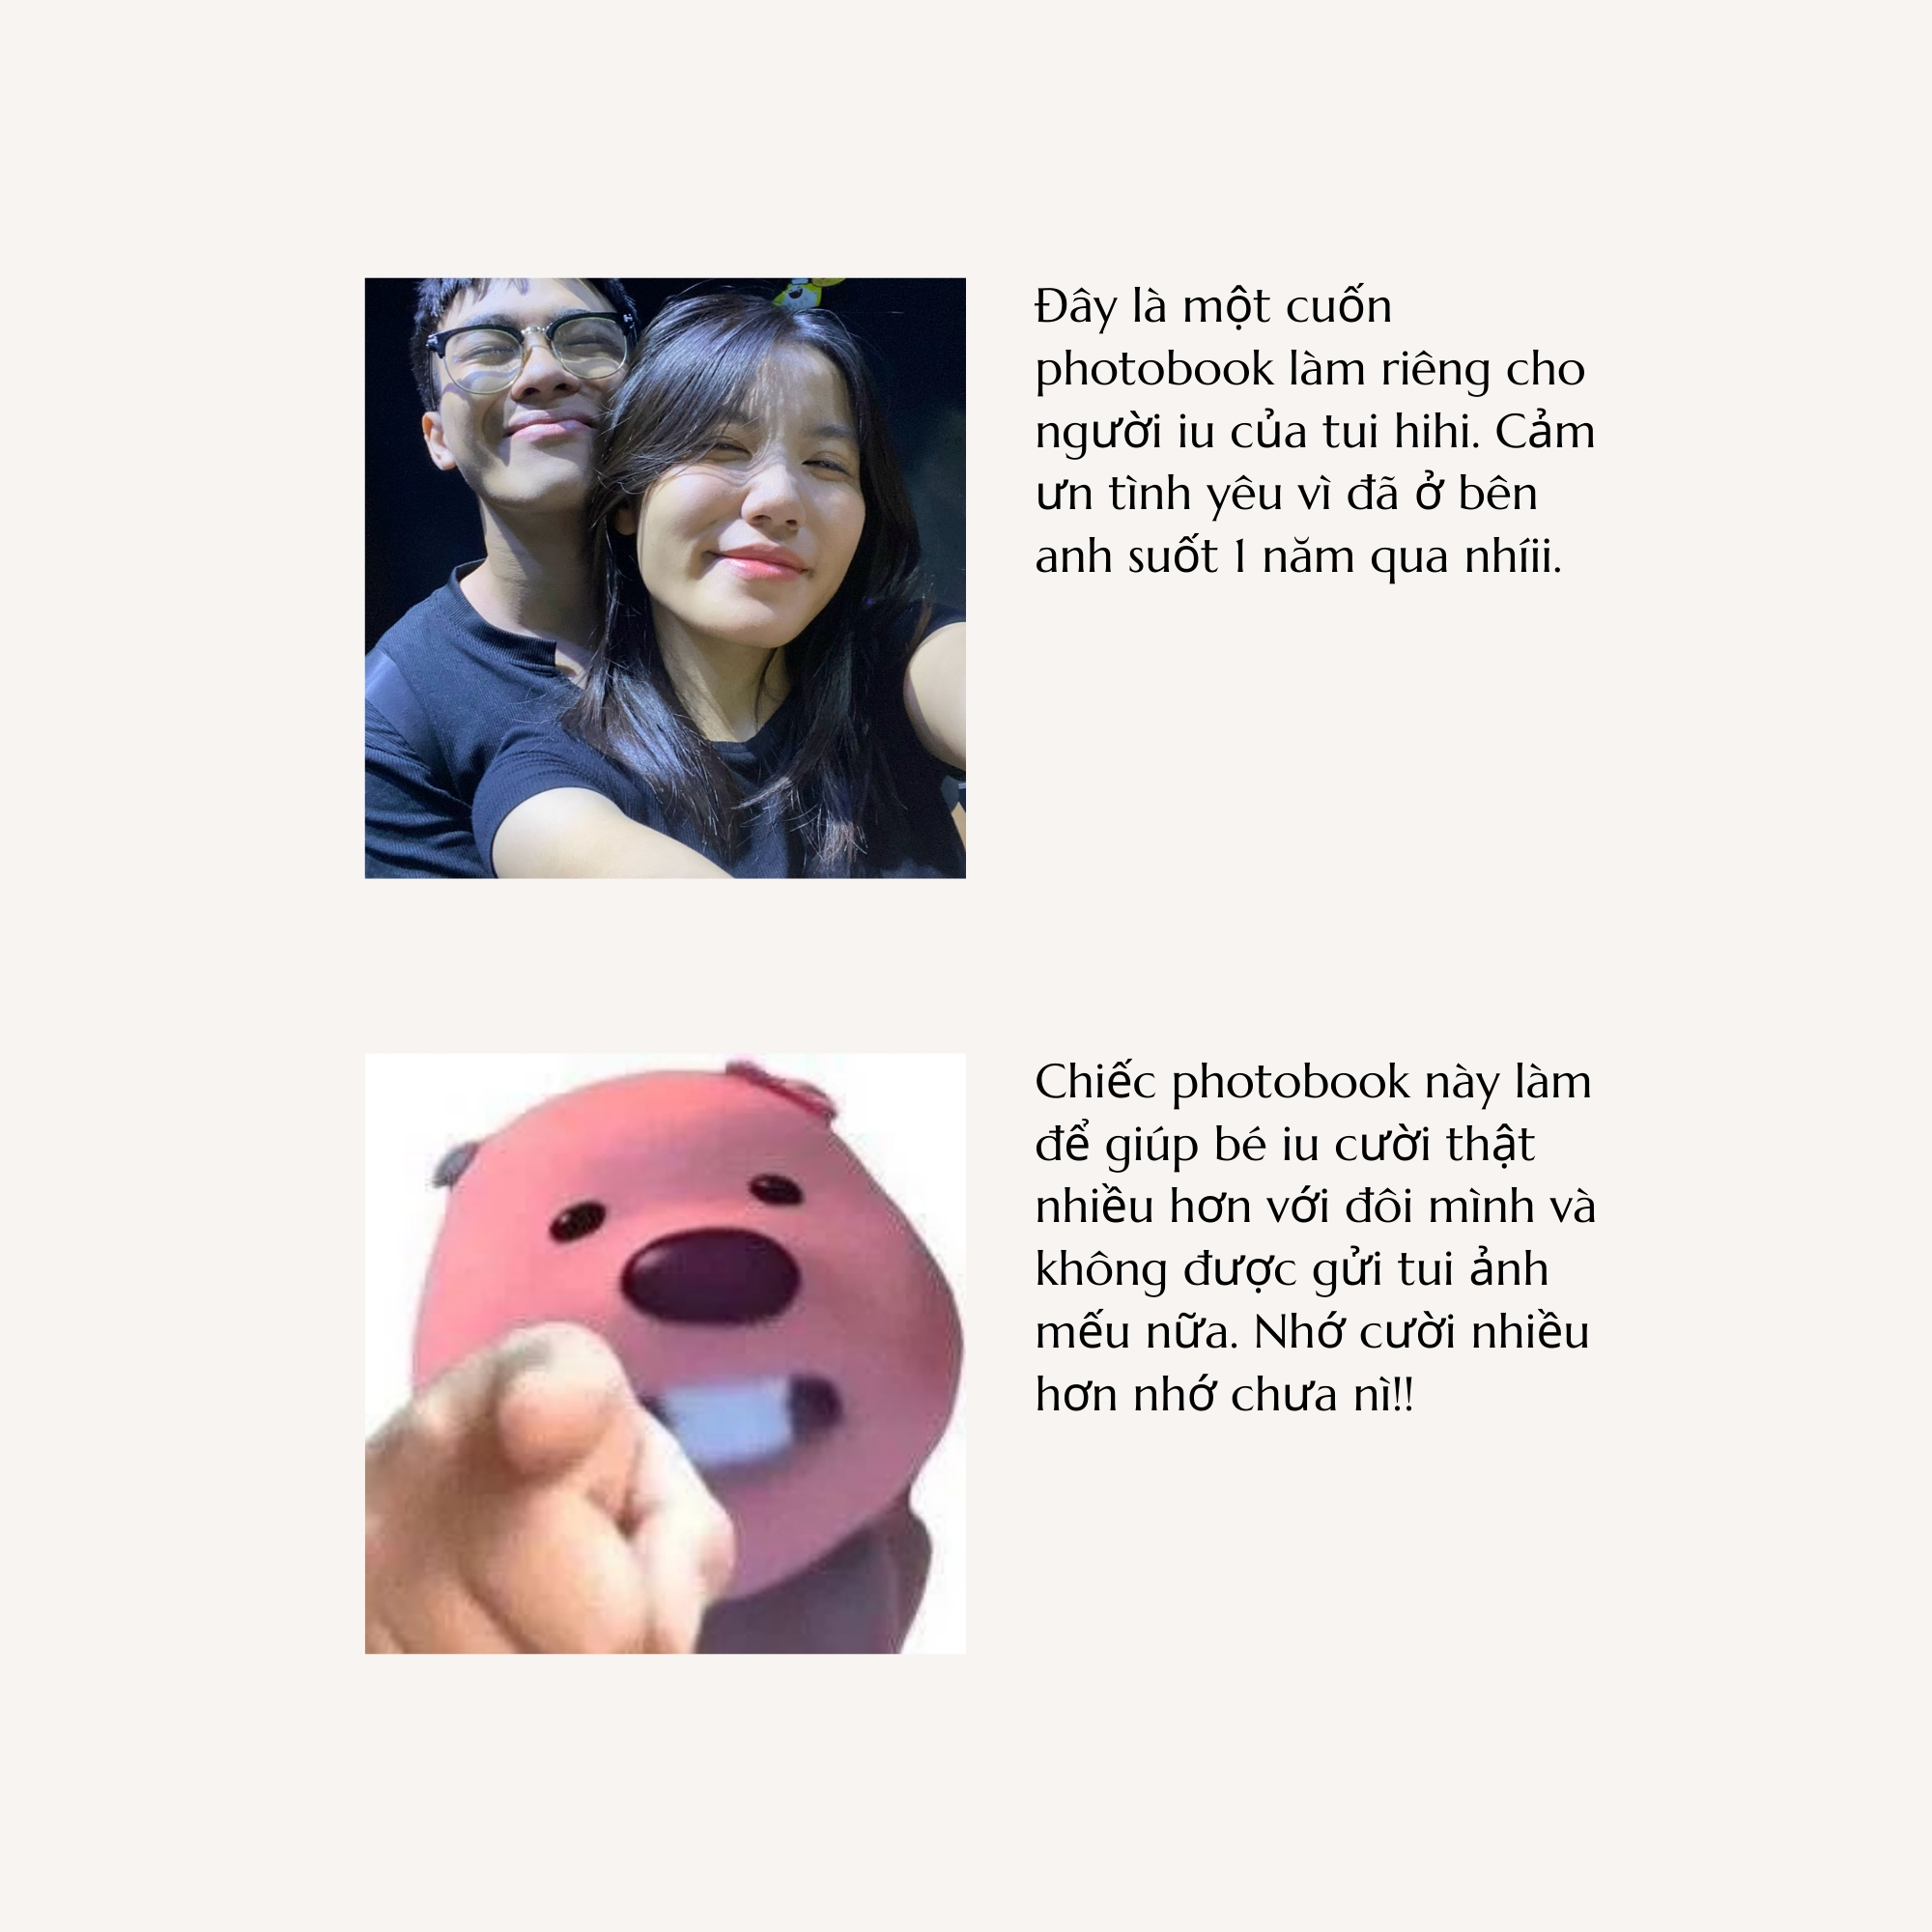 Đây là một cuốn
photobook làm riêng cho
người iu của tui hihi. Cảm
ưn tình yêu vì đã ở bên
anh suốt 1 năm qua nhíii.
Chiếc photobook này làm
để giúp bé iu cười thật
nhiều hơn với đôi mình và
không được gửi tui ảnh
mếu nữa. Nhớ cười nhiều
hơn nhớ chưa nì!!